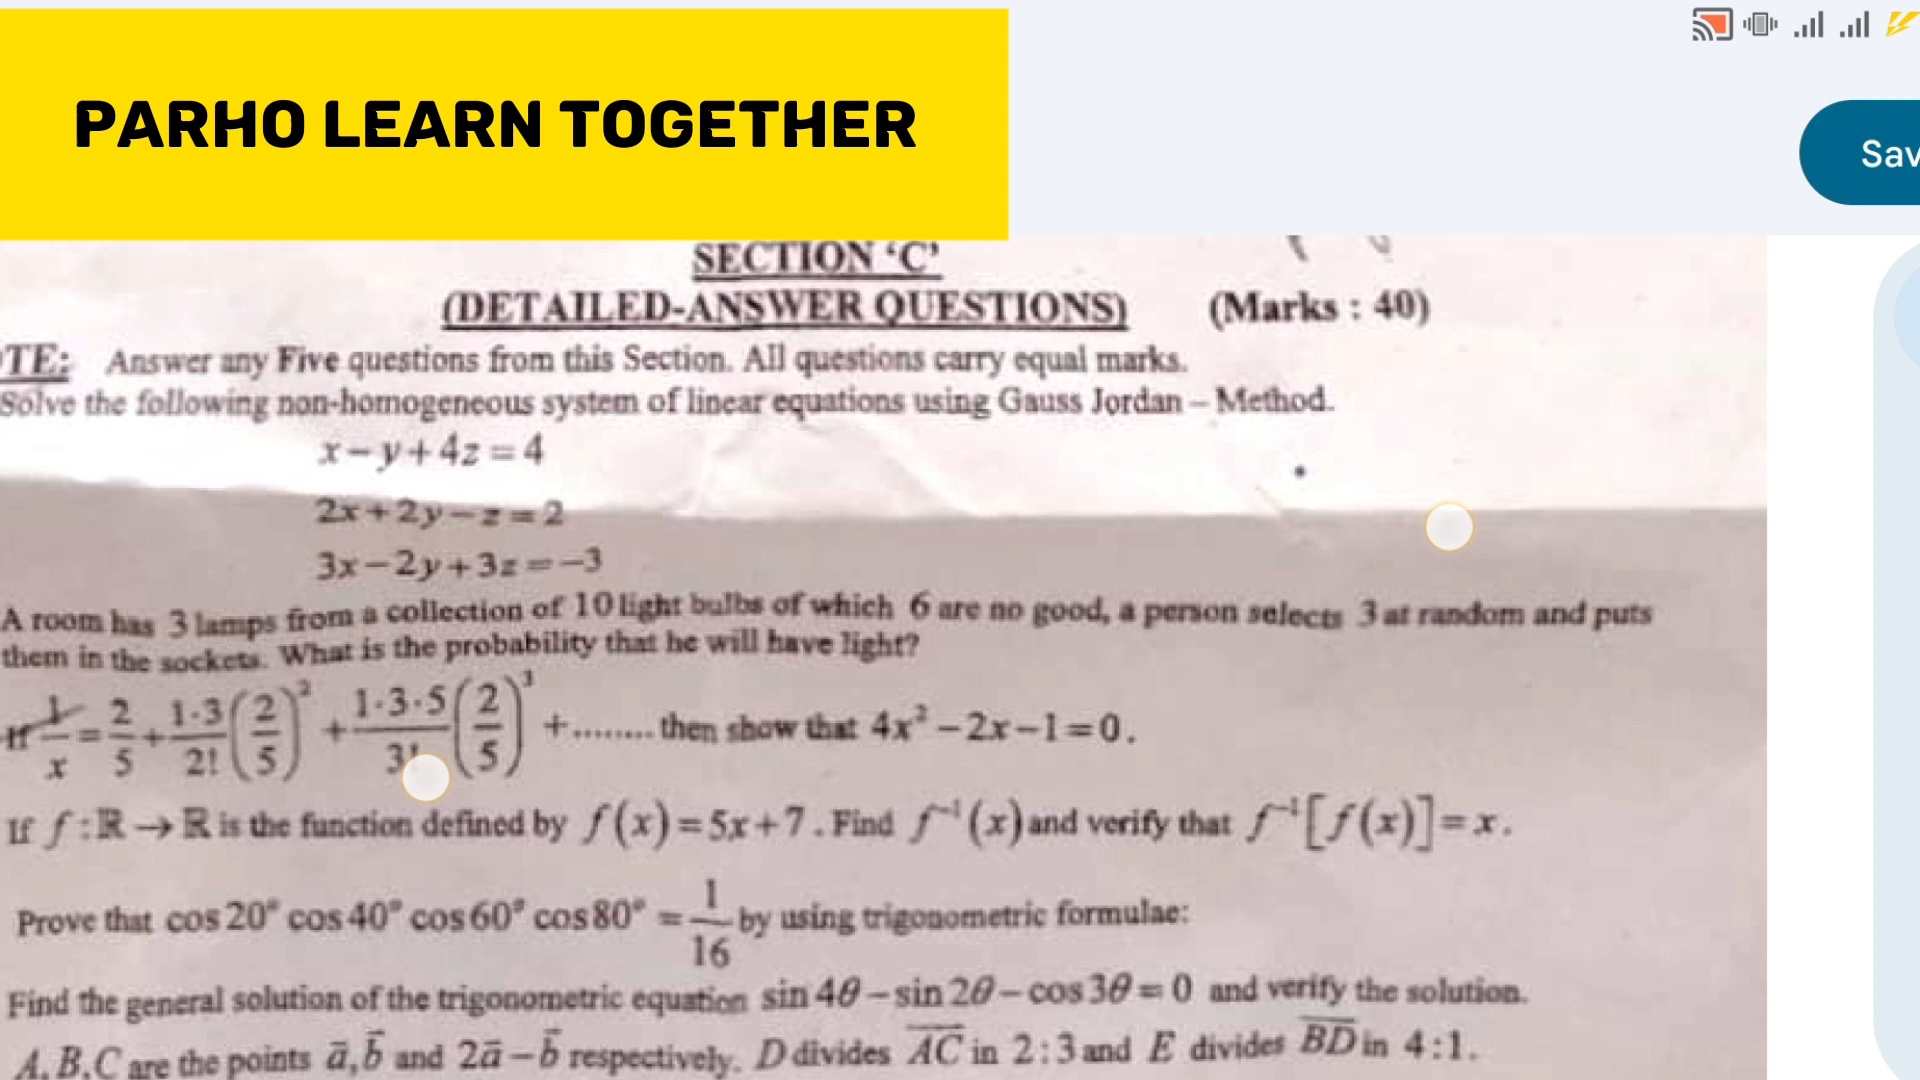 PARHO LEARN TOGETHER
Sav
SECTION ‘C’
(DETAILED-ANSWER QUESTIONS) (Marks : 40)
TE: Answer any Five questions from this Section. All questions carry equal marks.
Solve the following non-homogeneous system of linear equations using Gauss Jordan – Method.
x − y + 4z = 4
2x + 2y − z = 2
3x − 2y + 3z = −3
A room has 3 lamps from a collection of 10 light bulbs of which 6 are no good, a person selects 3 at random and puts
them in the sockets. What is the probability that he will have light?
If 1/x = 2/5 + 1·3/2! (2/5)² + 1·3·5/3! (2/5)³ + ........ then show that 4x² − 2x − 1 = 0.
If f : ℝ → ℝ is the function defined by f(x) = 5x + 7. Find f⁻¹(x) and verify that f⁻¹[f(x)] = x.
Prove that cos 20° cos 40° cos 60° cos 80° = 1/16 by using trigonometric formulae:
Find the general solution of the trigonometric equation sin 4θ − sin 2θ − cos 3θ = 0 and verify the solution.
A, B, C are the points a̅, b̅ and 2a̅ − b̅ respectively. D divides A̅C̅ in 2:3 and E divides B̅D̅ in 4:1.